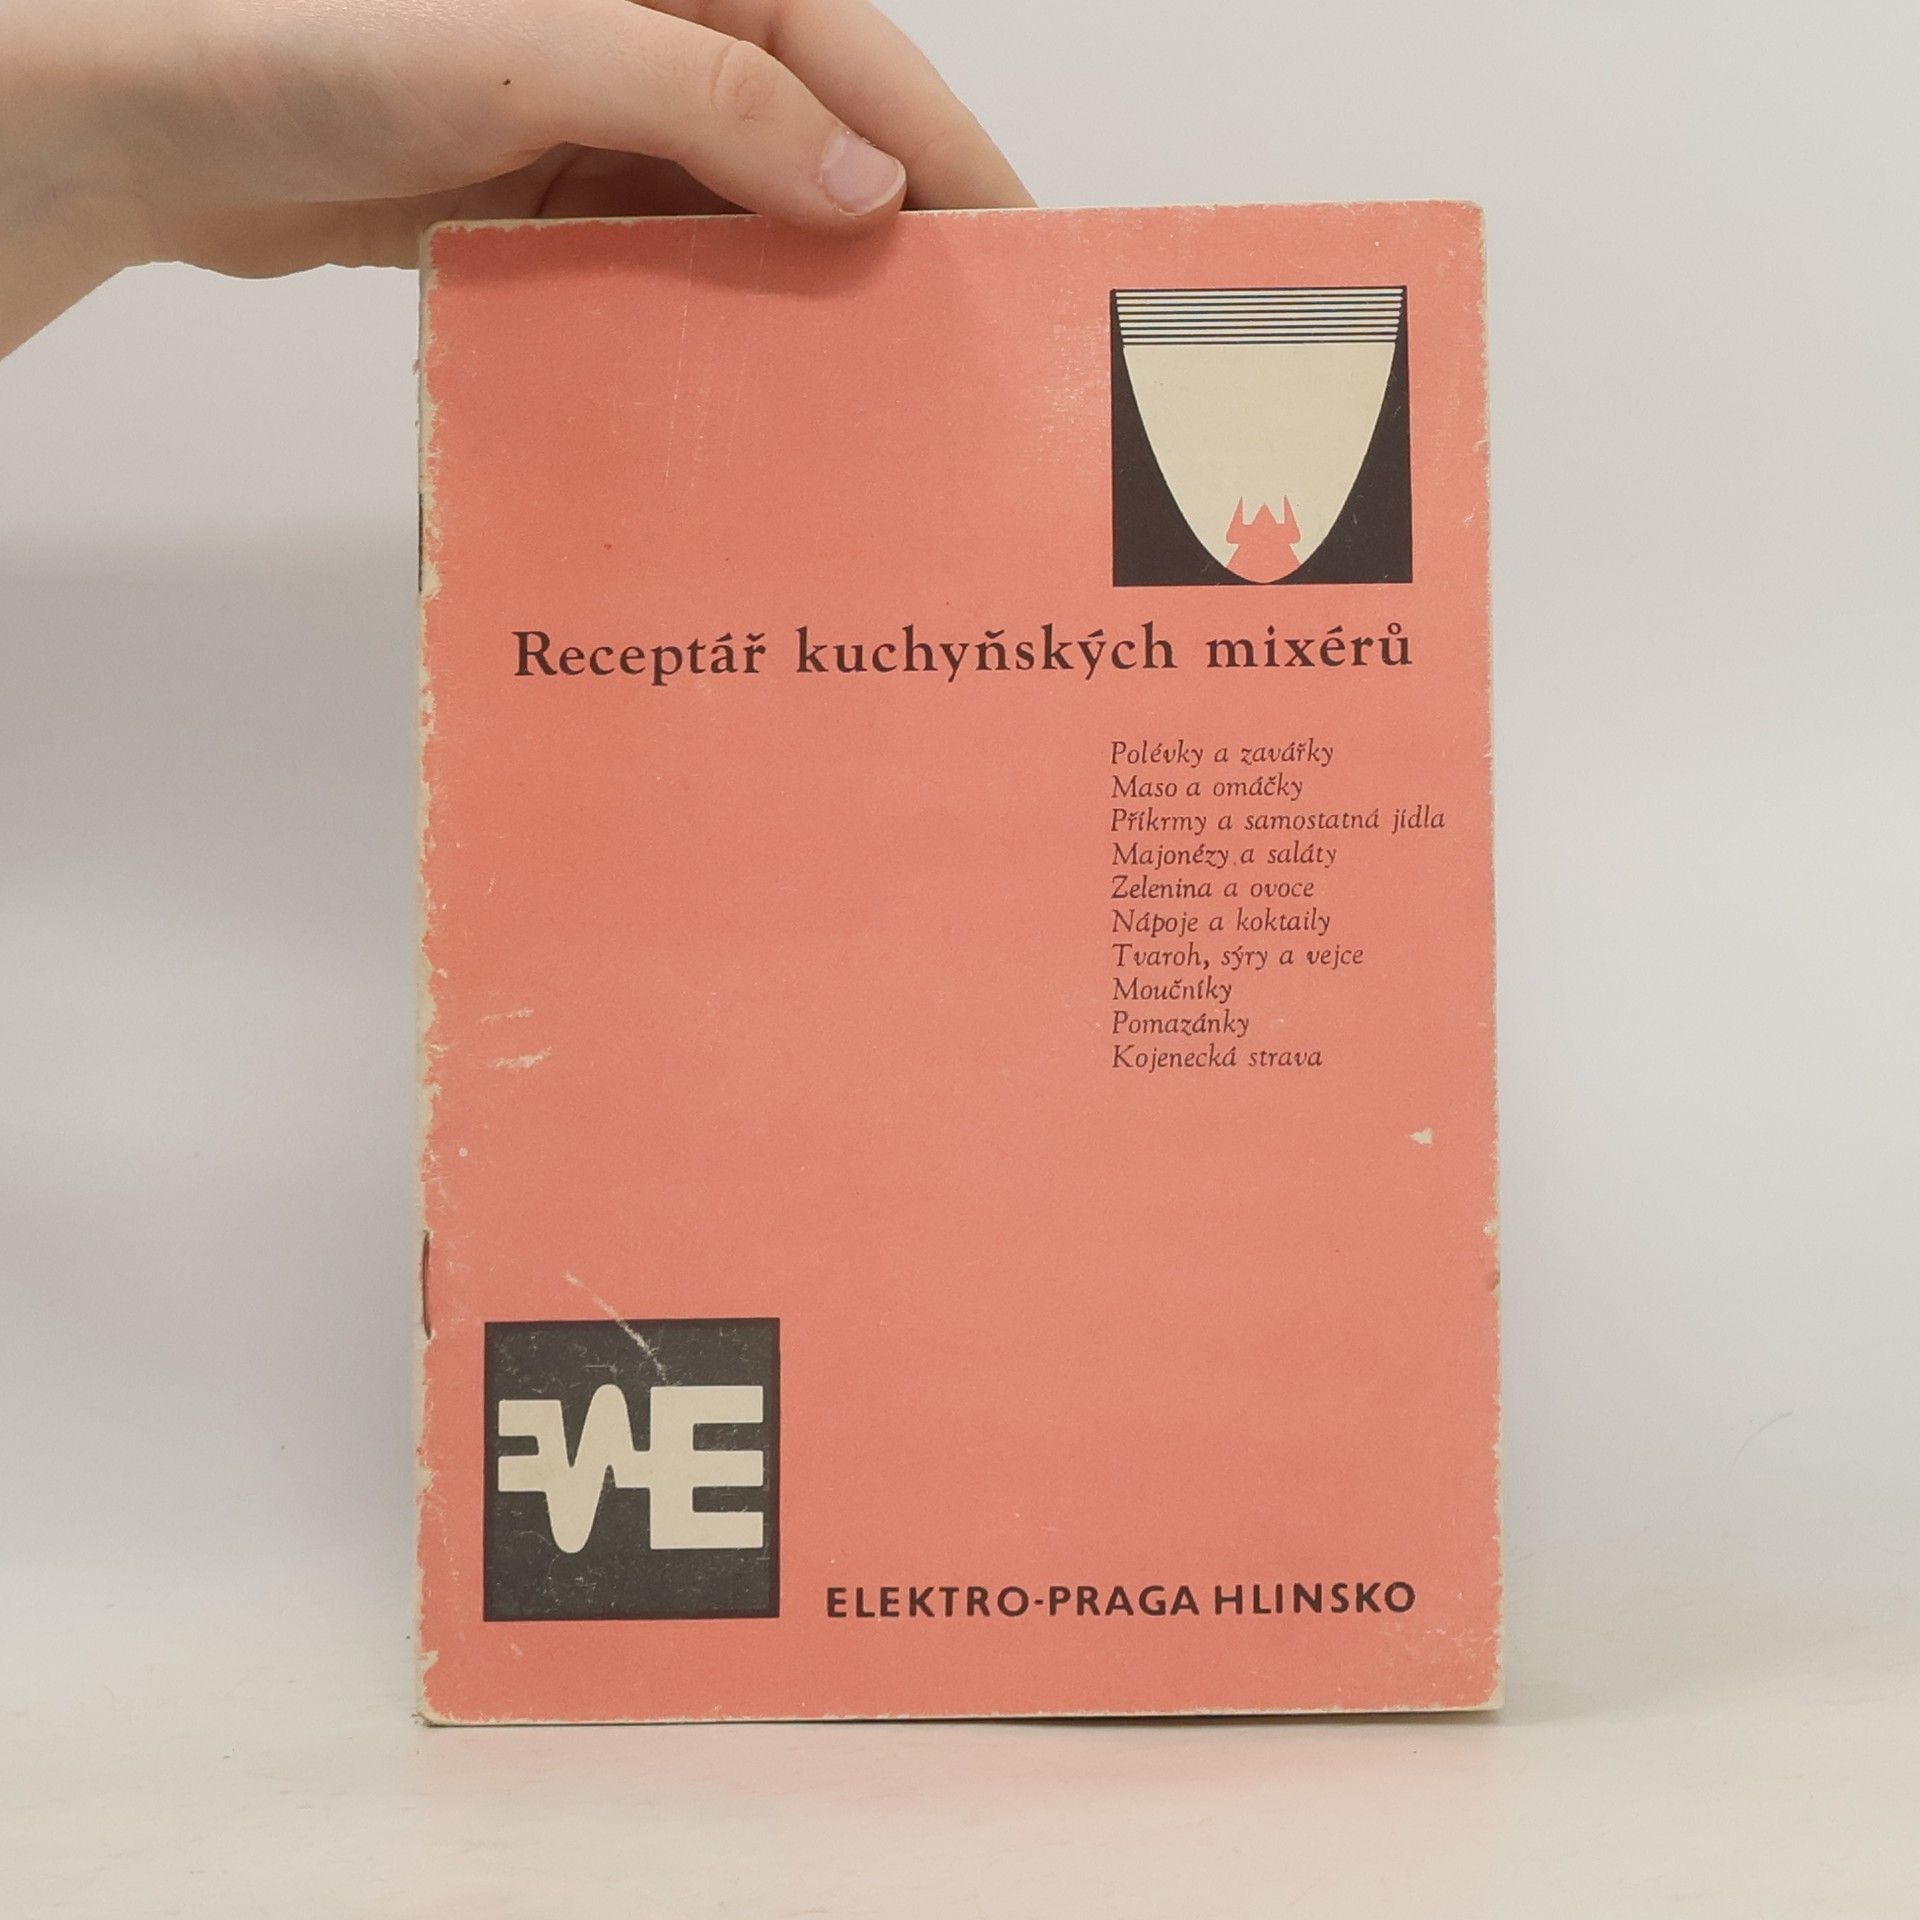 Receptář kuchyňských mixérů
Polévky a zavářky
Maso a omáčky
Příkrmy a samostatná jídla
Majonézy a saláty
Zelenina a ovoce
Nápoje a koktaily
Tvaroh, sýry a vejce
Moučníky
Pomazánky
Kojenecká strava
ELEKTRO-PRAGA HLINSKO